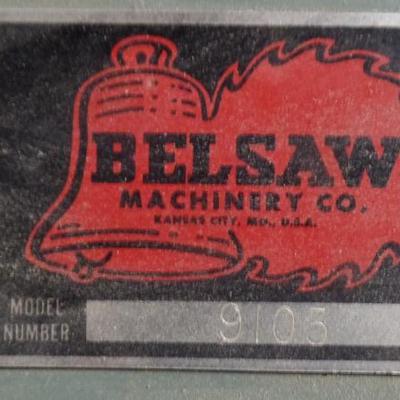 BELSAW
MACHINERY CO.
KANSAS CITY, MO., U.S.A.
MODEL
NUMBER 9103